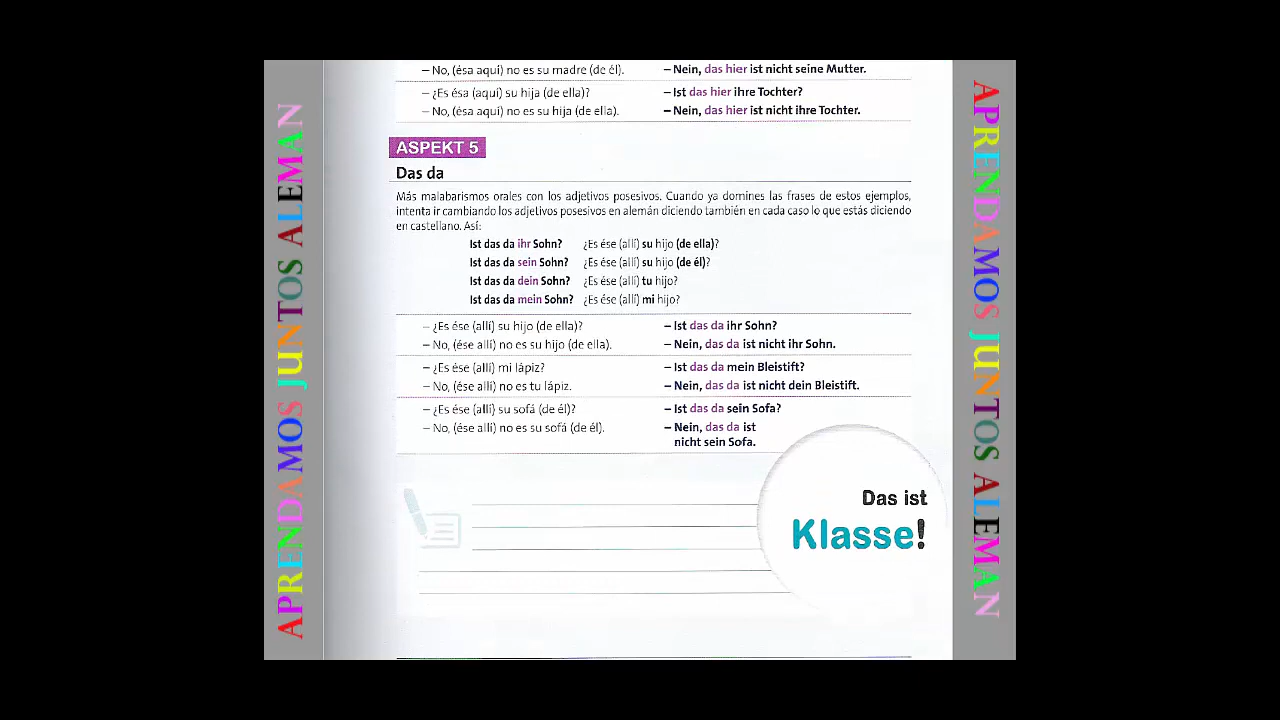 APRENDAMOS JUNTOS ALEMAN
– No, (ésa aquí) no es su madre (de él).
– Nein, das hier ist nicht seine Mutter.
– ¿Es ésa (aquí) su hija (de ella)?
– Ist das hier ihre Tochter?
– No, (ésa aquí) no es su hija (de ella).
– Nein, das hier ist nicht ihre Tochter.
ASPEKT 5
Das da
Más malabarismos orales con los adjetivos posesivos. Cuando ya domines las frases de estos ejemplos,
intenta ir cambiando los adjetivos posesivos en alemán diciendo también en cada caso lo que estás diciendo
en castellano. Así:
Ist das da ihr Sohn? ¿Es ése (allí) su hijo (de ella)?
Ist das da sein Sohn? ¿Es ése (allí) su hijo (de él)?
Ist das da dein Sohn? ¿Es ése (allí) tu hijo?
Ist das da mein Sohn? ¿Es ése (allí) mi hijo?
– ¿Es ése (allí) su hijo (de ella)?
– Ist das da ihr Sohn?
– No, (ése allí) no es su hijo (de ella).
– Nein, das da ist nicht ihr Sohn.
– ¿Es ése (allí) mi lápiz?
– Ist das da mein Bleistift?
– No, (ése allí) no es tu lápiz.
– Nein, das da ist nicht dein Bleistift.
– ¿Es ése (allí) su sofá (de él)?
– Ist das da sein Sofa?
– No, (ése allí) no es su sofá (de él).
– Nein, das da ist
nicht sein Sofa.
Das ist
Klasse!
APRENDAMOS JUNTOS ALEMAN